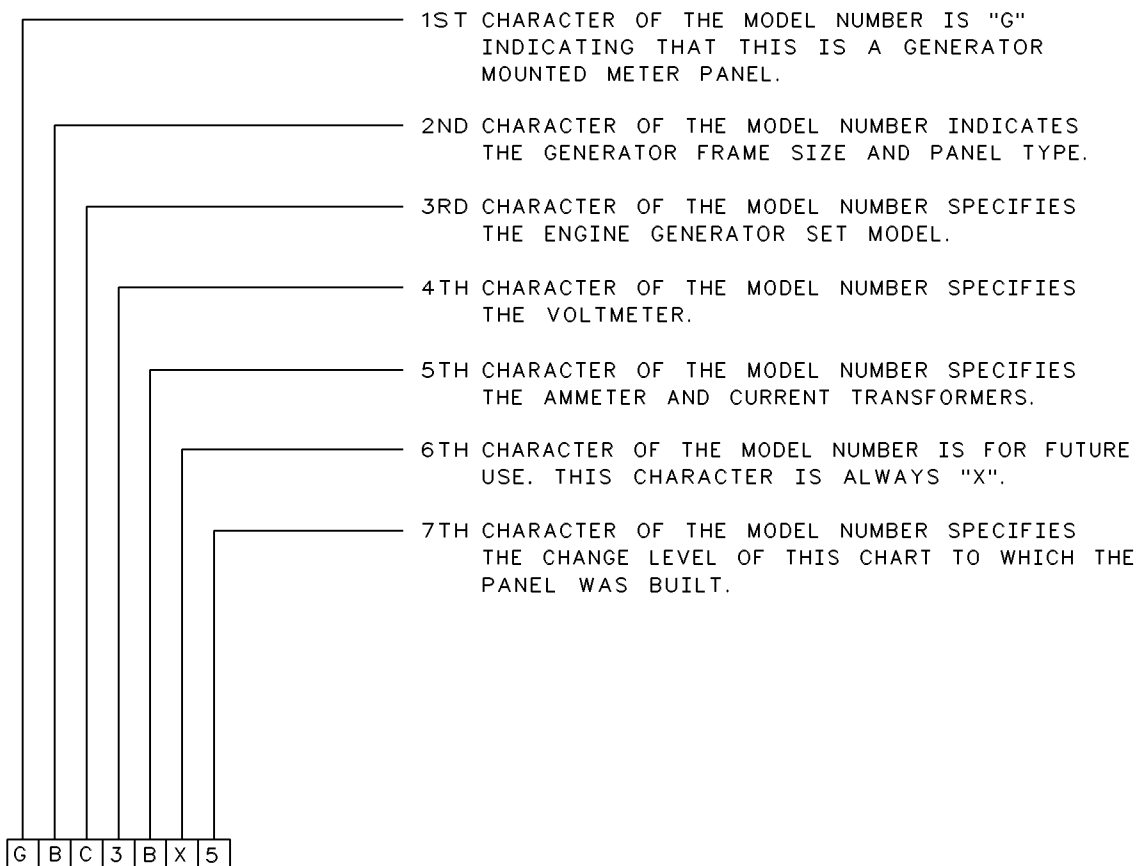 1ST CHARACTER OF THE MODEL NUMBER IS "G"
INDICATING THAT THIS IS A GENERATOR
MOUNTED METER PANEL.
2ND CHARACTER OF THE MODEL NUMBER INDICATES
THE GENERATOR FRAME SIZE AND PANEL TYPE.
3RD CHARACTER OF THE MODEL NUMBER SPECIFIES
THE ENGINE GENERATOR SET MODEL.
4TH CHARACTER OF THE MODEL NUMBER SPECIFIES
THE VOLTMETER.
5TH CHARACTER OF THE MODEL NUMBER SPECIFIES
THE AMMETER AND CURRENT TRANSFORMERS.
6TH CHARACTER OF THE MODEL NUMBER IS FOR FUTURE
USE. THIS CHARACTER IS ALWAYS "X".
7TH CHARACTER OF THE MODEL NUMBER SPECIFIES
THE CHANGE LEVEL OF THIS CHART TO WHICH THE
PANEL WAS BUILT.
G B C 3 B X 5